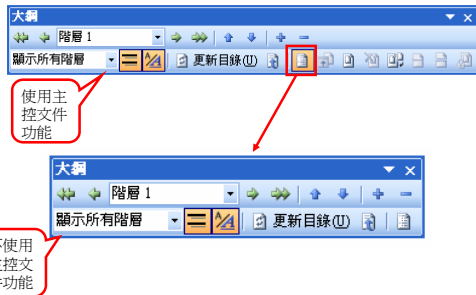 大綱
階層 1
顯示所有階層
更新目錄(U)
使用主
控文件
功能
大綱
階層 1
顯示所有階層
更新目錄(U)
不使用
主控文
件功能